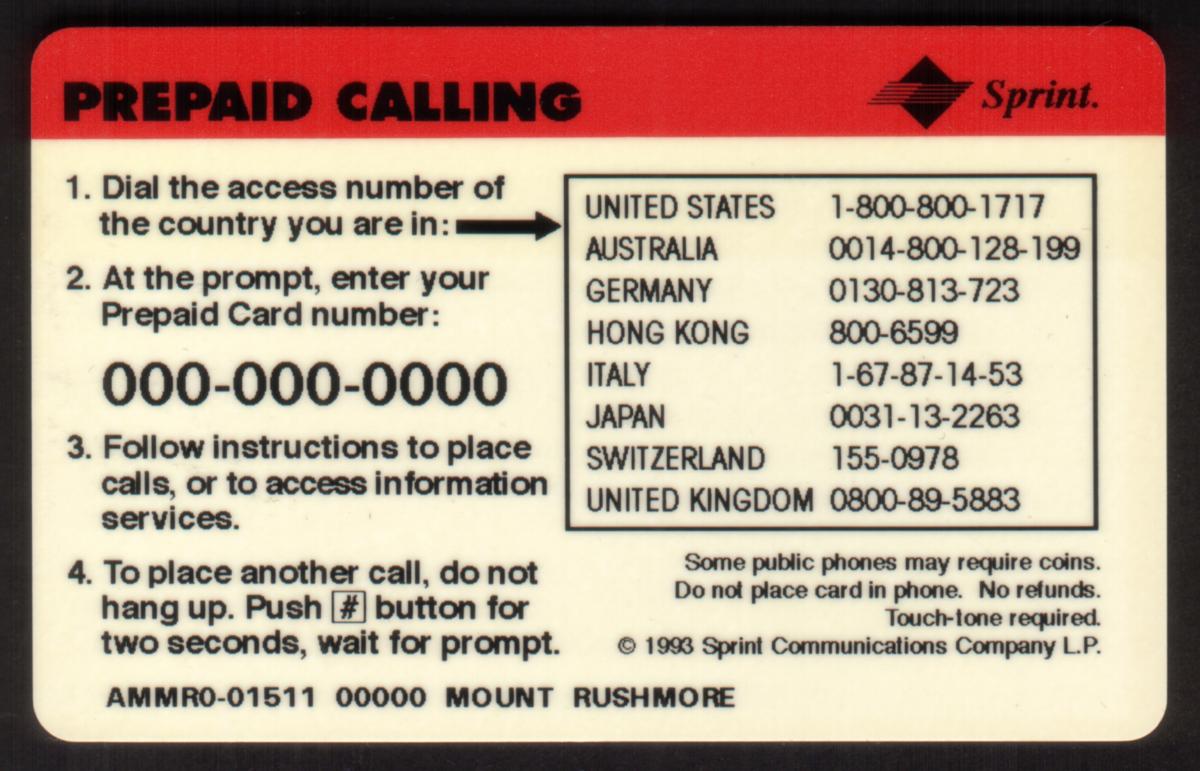 PREPAID CALLING
Sprint.
1. Dial the access number of
the country you are in:
2. At the prompt, enter your
Prepaid Card number:
000-000-0000
3. Follow instructions to place
calls, or to access information
services.
4. To place another call, do not
hang up. Push # button for
two seconds, wait for prompt.
UNITED STATES 1-800-800-1717
AUSTRALIA 0014-800-128-199
GERMANY 0130-813-723
HONG KONG 800-6599
ITALY 1-67-87-14-53
JAPAN 0031-13-2263
SWITZERLAND 155-0978
UNITED KINGDOM 0800-89-5883
Some public phones may require coins.
Do not place card in phone. No refunds.
Touch-tone required.
© 1993 Sprint Communications Company L.P.
AMMR0-01511 00000 MOUNT RUSHMORE